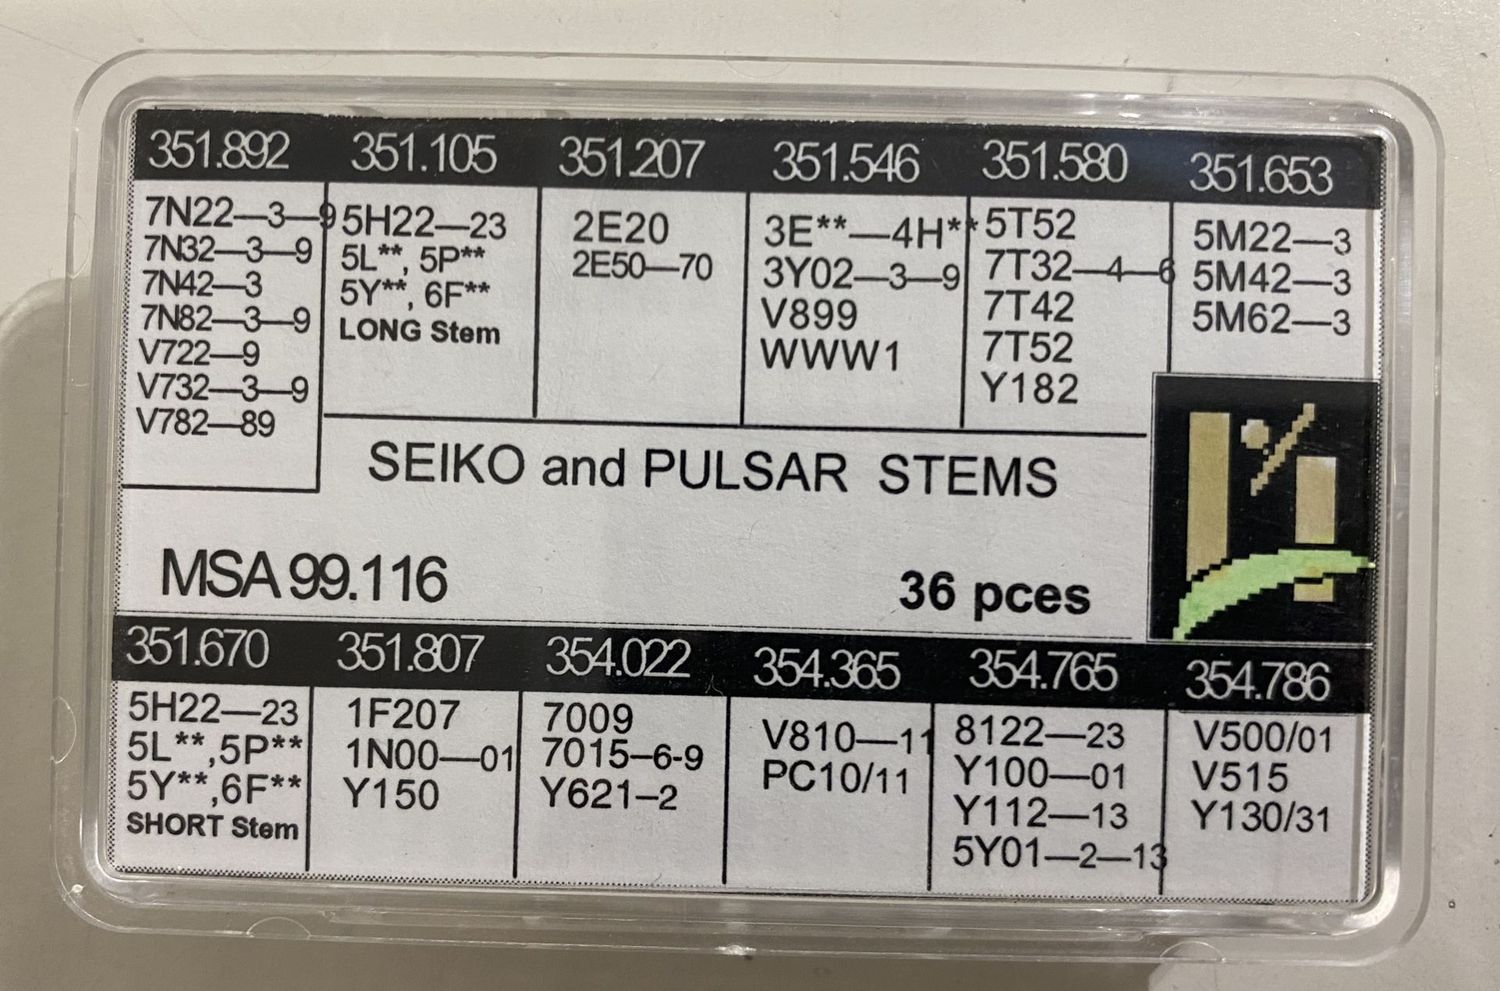 351.892 351.105 351.207 351.546 351.580 351.653
7N22—3—9
7N32—3—9
7N42—3
7N82—3—9
V722—9
V732—3—9
V782—89
5H22—23
5L**, 5P**
5Y**, 6F**
LONG Stem
2E20
2E50—70
3E**—4H**
3Y02—3—9
V899
WWW1
5T52
7T32—4—6
7T42
7T52
Y182
5M22—3
5M42—3
5M62—3
SEIKO and PULSAR STEMS
MSA 99.116
36 pces
351.670 351.807 354.022 354.365 354.765 354.786
5H22—23
5L**,5P**
5Y**,6F**
SHORT Stem
1F207
1N00—01
Y150
7009
7015–6-9
Y621–2
V810—11
PC10/11
8122—23
Y100—01
Y112—13
5Y01—2—13
V500/01
V515
Y130/31